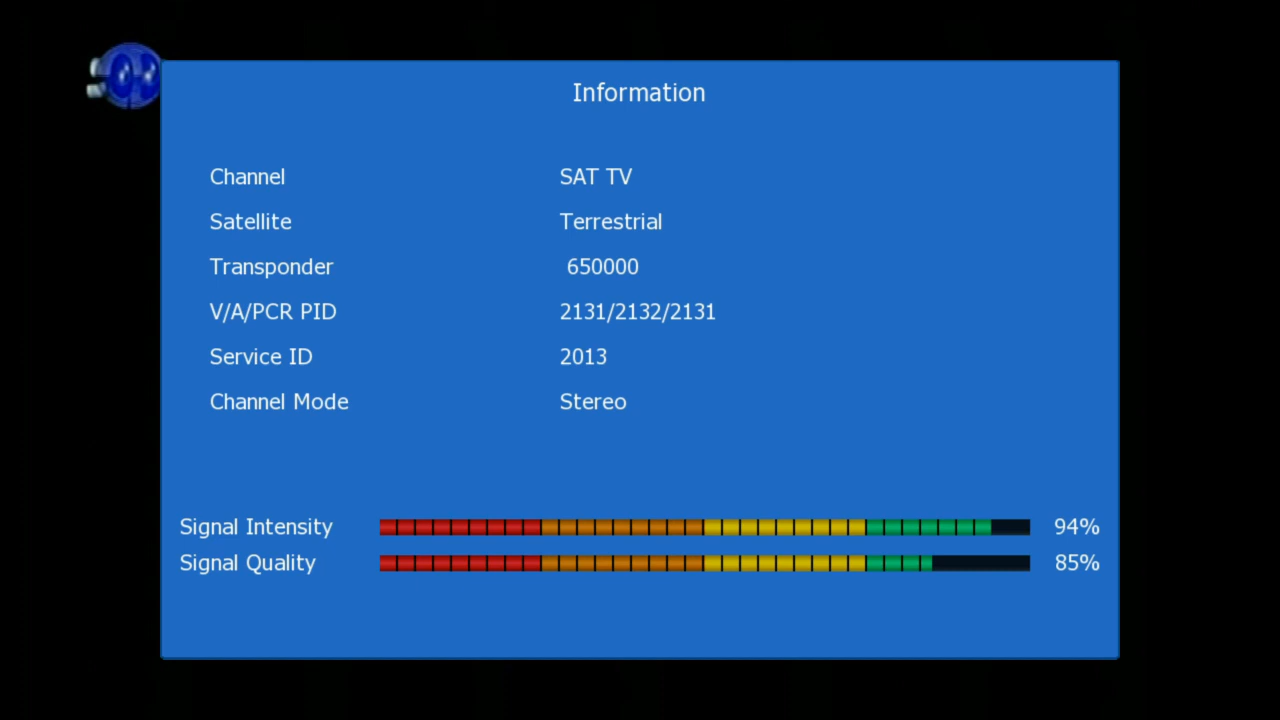 Information
Channel SAT TV
Satellite Terrestrial
Transponder 650000
V/A/PCR PID 2131/2132/2131
Service ID 2013
Channel Mode Stereo
Signal Intensity 94%
Signal Quality 85%